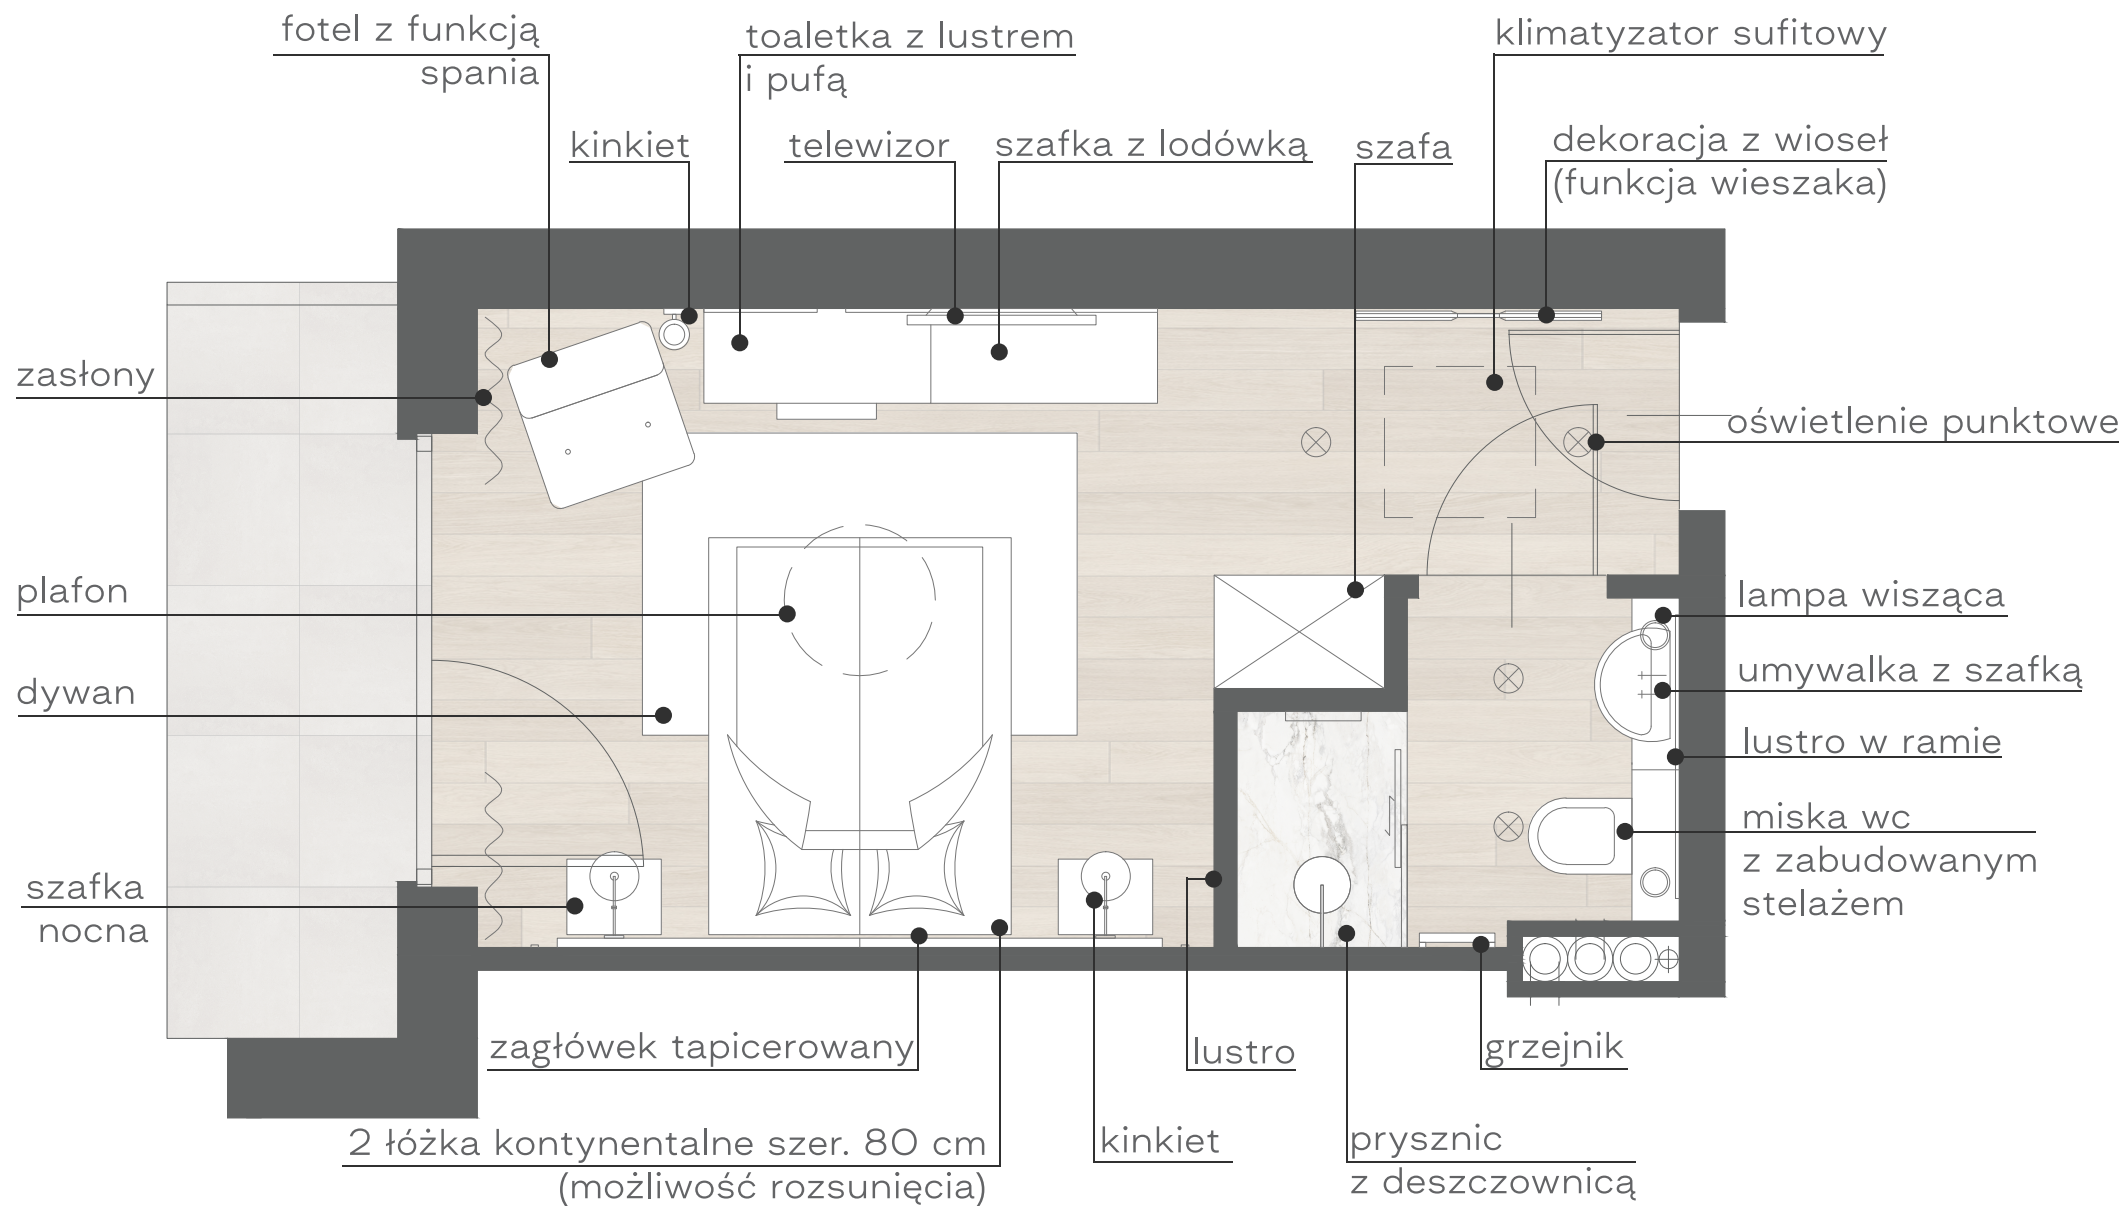 fotel z funkcją
spania
toaletka z lustrem
i pufą
klimatyzator sufitowy
kinkiet
telewizor
szafka z lodówką
szafa
dekoracja z wioseł
(funkcja wieszaka)
zasłony
oświetlenie punktowe
plafon
lampa wisząca
umywalka z szafką
dywan
lustro w ramie
miska wc
z zabudowanym
stelażem
szafka
nocna
zagłówek tapicerowany
lustro
grzejnik
2 łóżka kontynentalne szer. 80 cm
(możliwość rozsunięcia)
kinkiet
prysznic
z deszczownicą